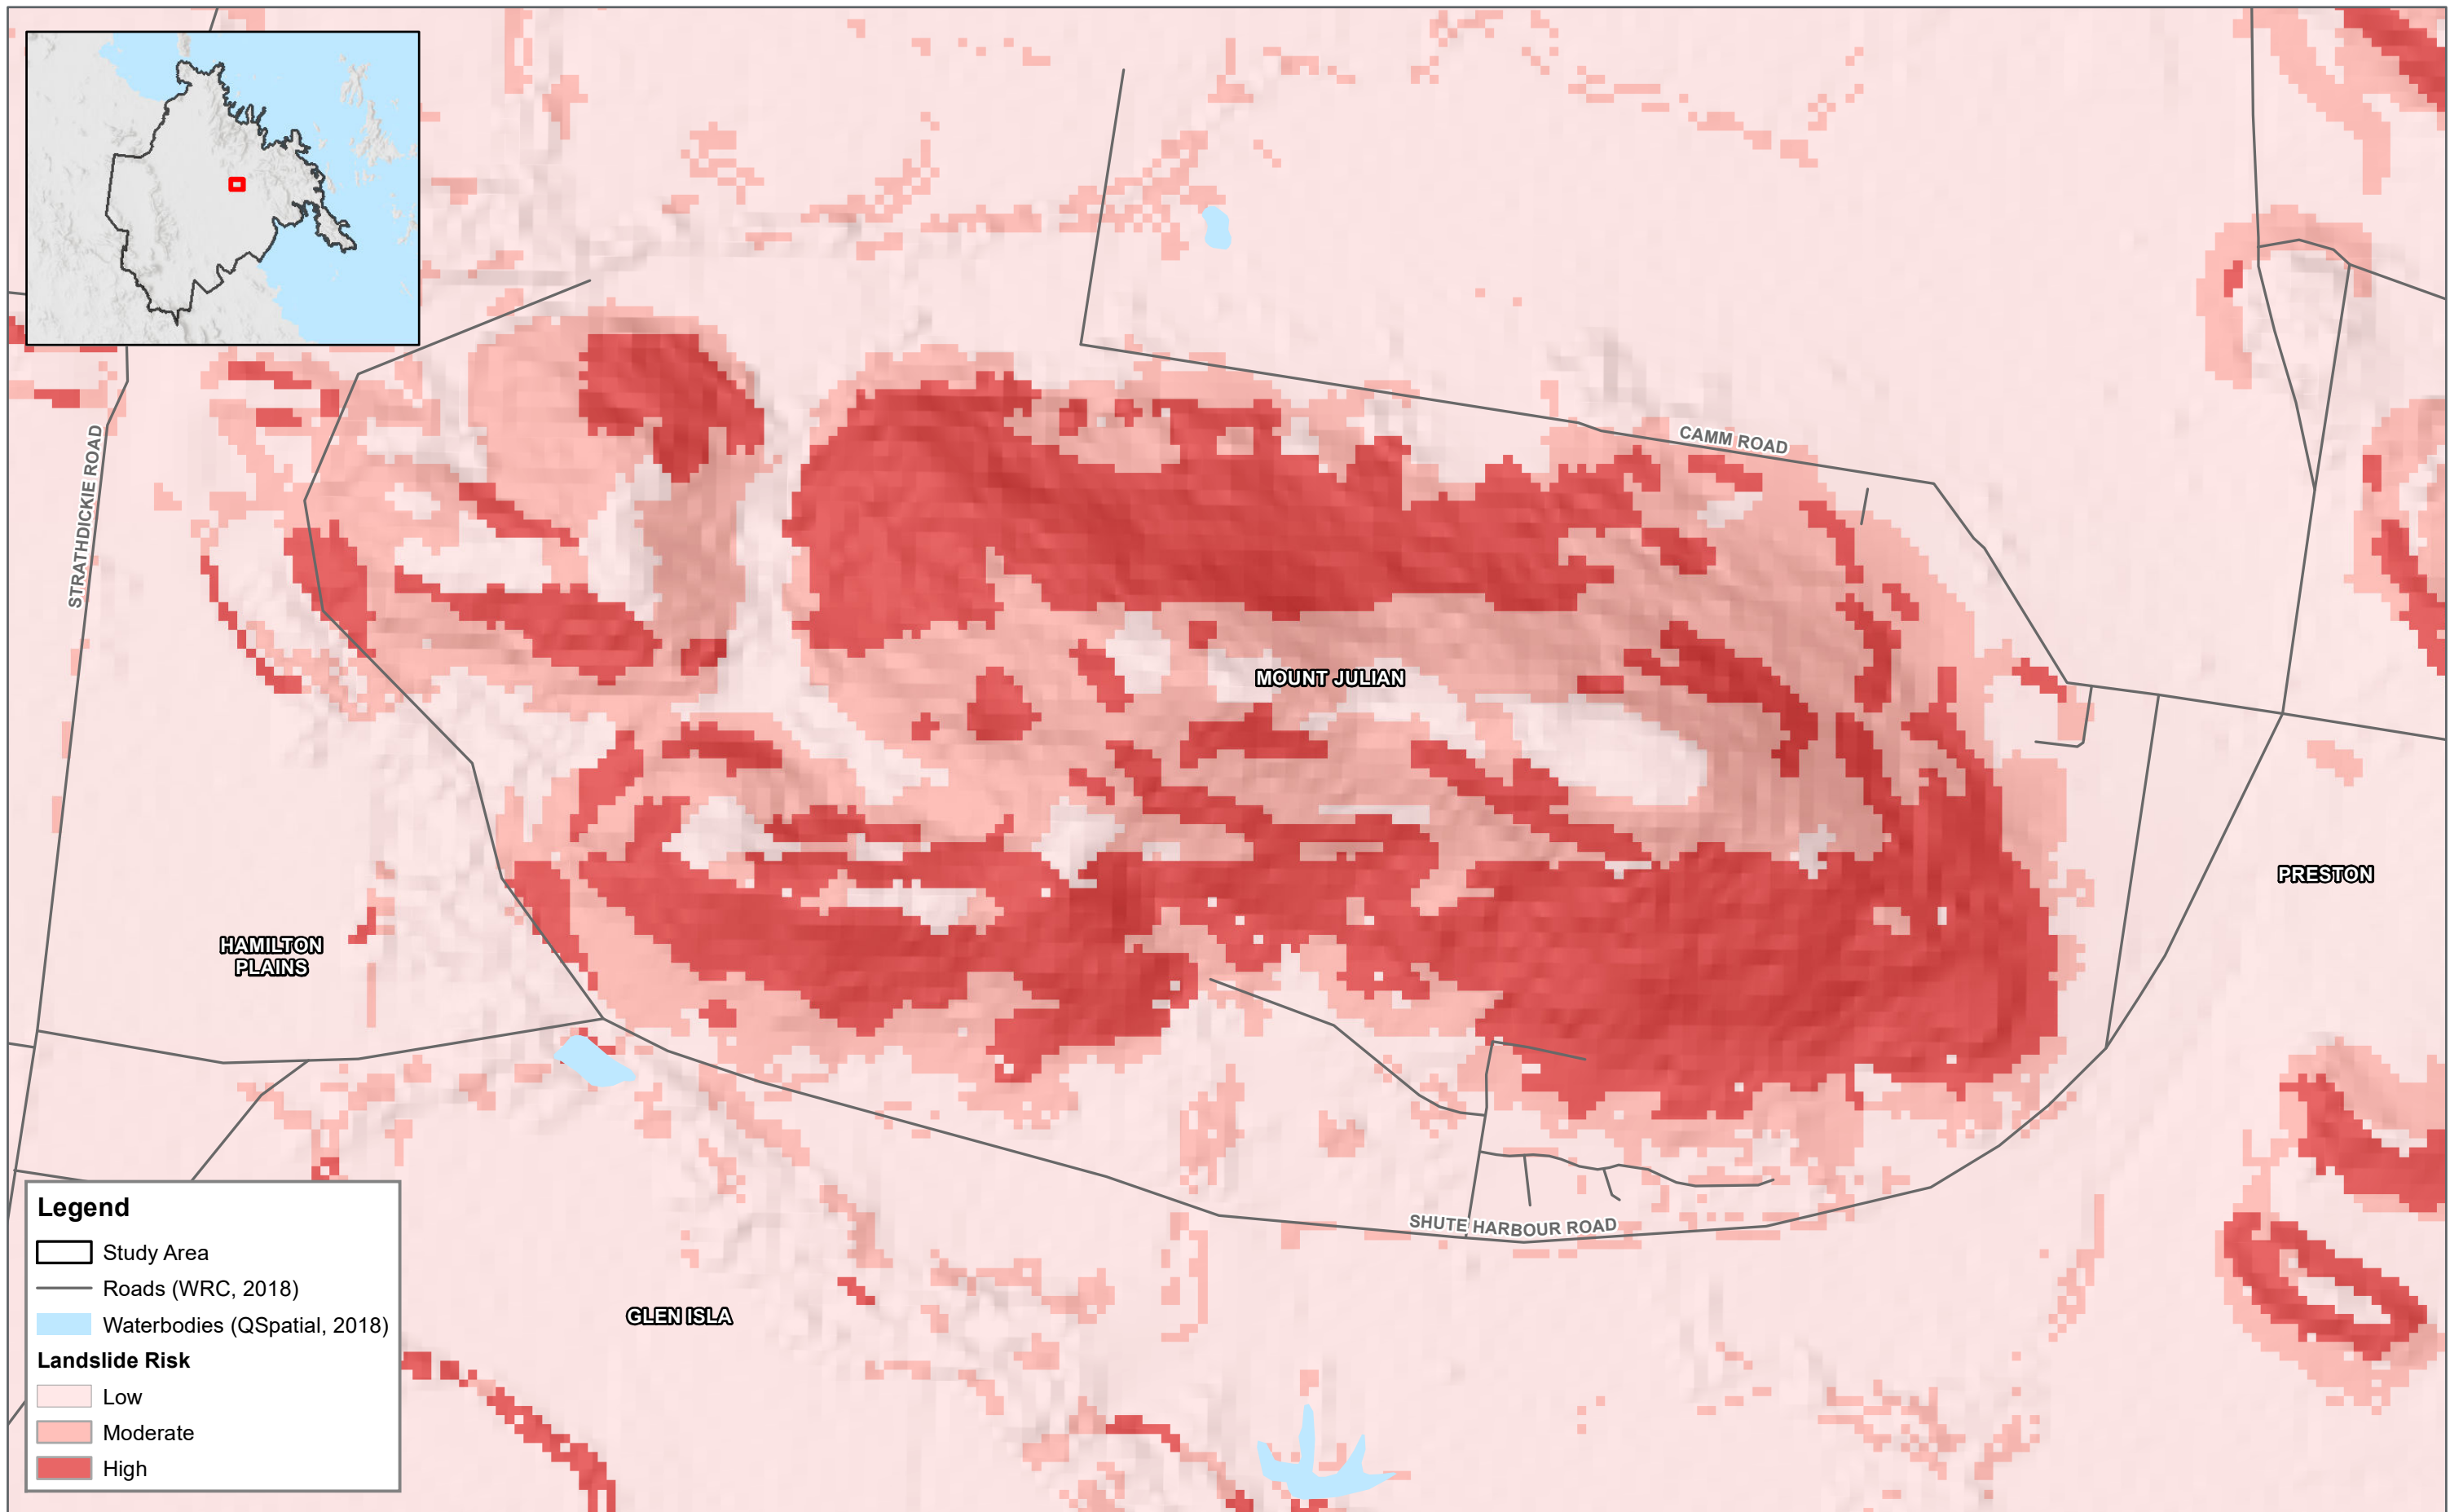 CAMM ROAD
STRATHDICKIE ROAD
MOUNT JULIAN
PRESTON
HAMILTON
PLAINS
SHUTE HARBOUR ROAD
GLEN ISLA
Legend
Study Area
Roads (WRC, 2018)
Waterbodies (QSpatial, 2018)
Landslide Risk
Low
Moderate
High